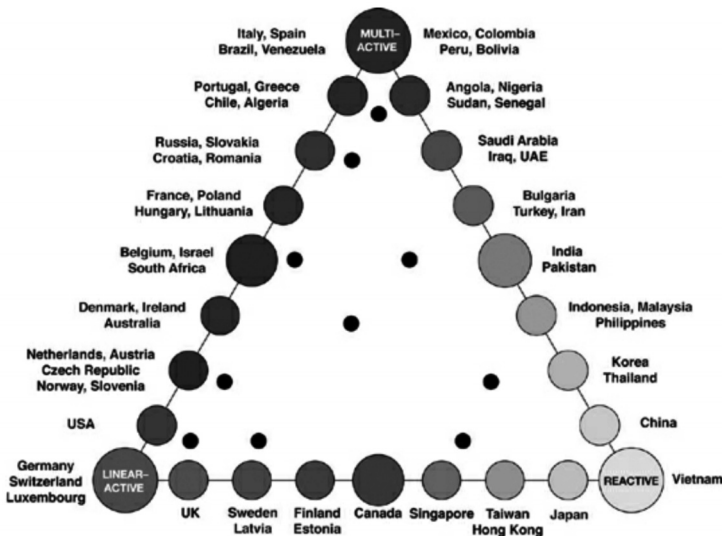 Italy, Spain
Brazil, Venezuela
MULTI-
ACTIVE
Mexico, Colombia
Peru, Bolivia
Portugal, Greece
Chile, Algeria
Angola, Nigeria
Sudan, Senegal
Russia, Slovakia
Croatia, Romania
Saudi Arabia
Iraq, UAE
France, Poland
Hungary, Lithuania
Bulgaria
Turkey, Iran
Belgium, Israel
South Africa
India
Pakistan
Denmark, Ireland
Australia
Indonesia, Malaysia
Philippines
Netherlands, Austria
Czech Republic
Norway, Slovenia
Korea
Thailand
USA
China
Germany
Switzerland
Luxembourg
LINEAR-
ACTIVE
REACTIVE
Vietnam
UK
Sweden
Latvia
Finland
Estonia
Canada
Singapore
Taiwan
Hong Kong
Japan